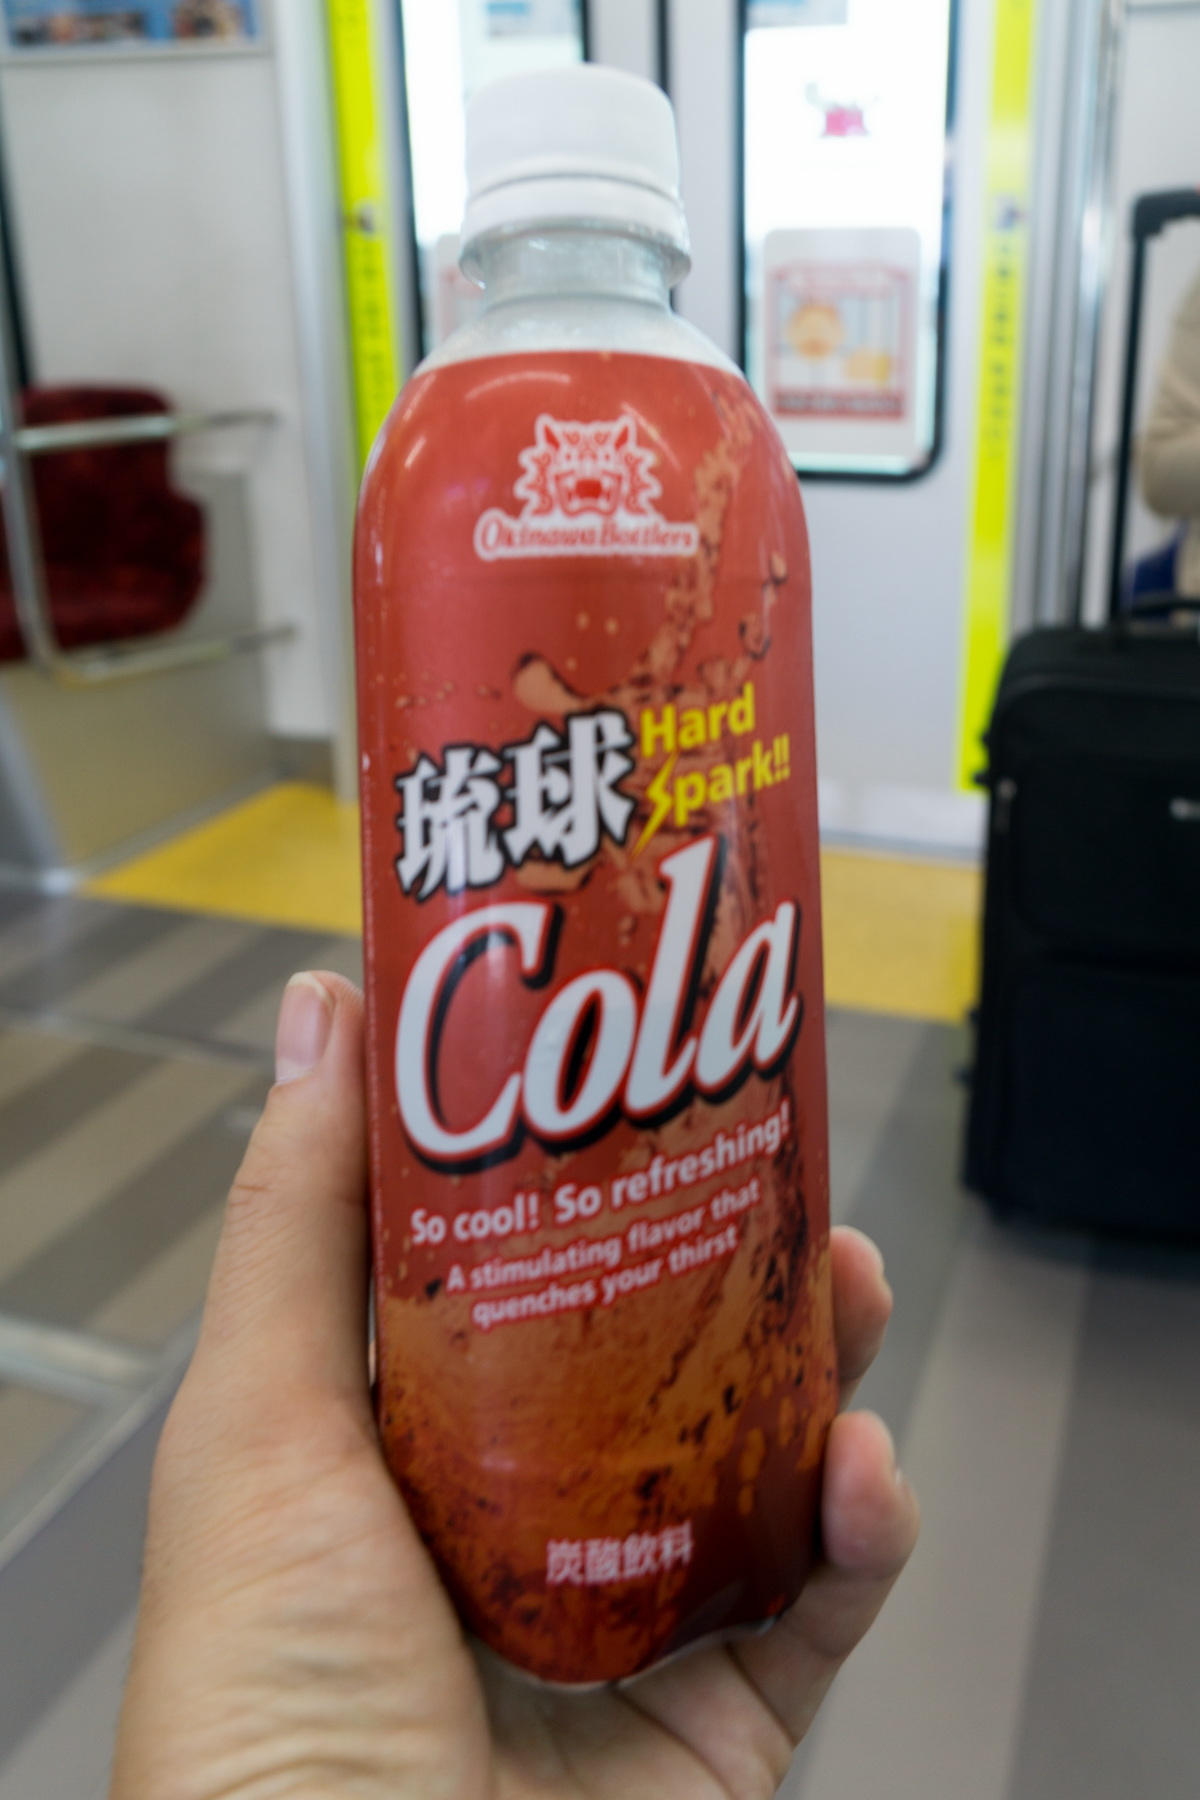 Okinawa Bottlers
琉球
Hard
Spark!!
Cola
So cool! So refreshing!
A stimulating flavor that
quenches your thirst
炭酸飲料